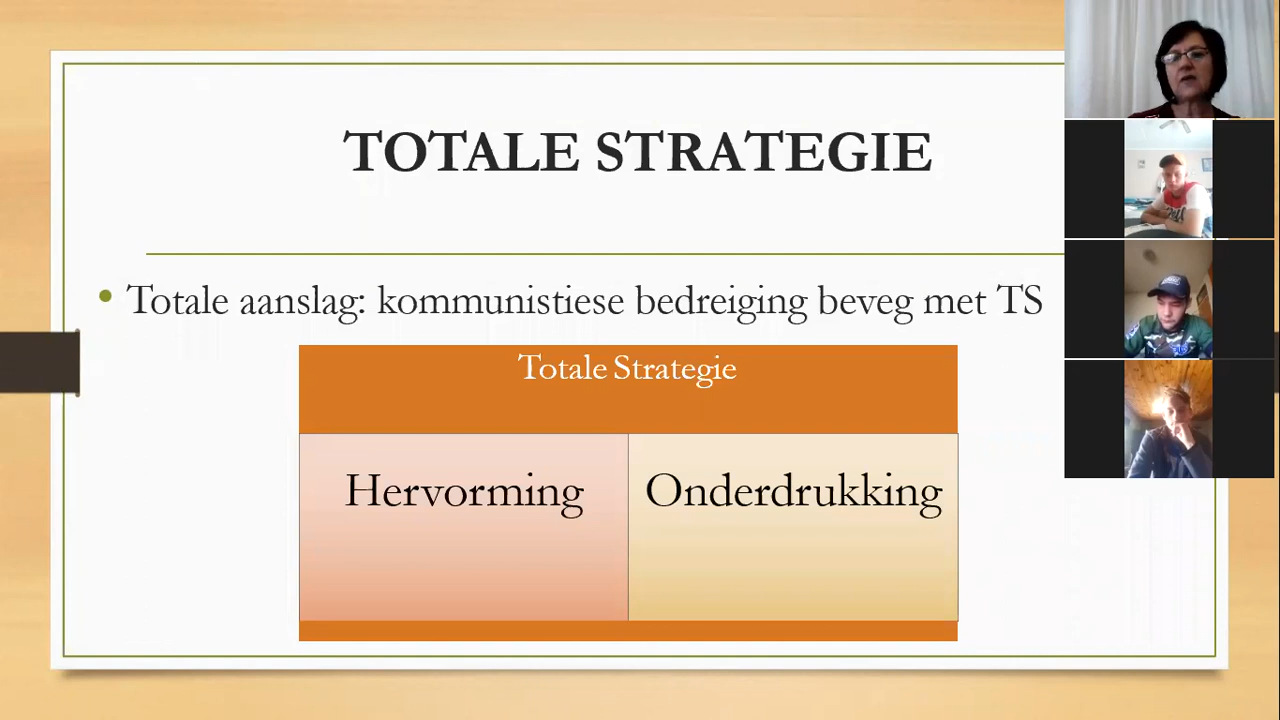 TOTALE STRATEGIE
Totale aanslag: kommunistiese bedreiging beveg met TS
Totale Strategie
Hervorming
Onderdrukking